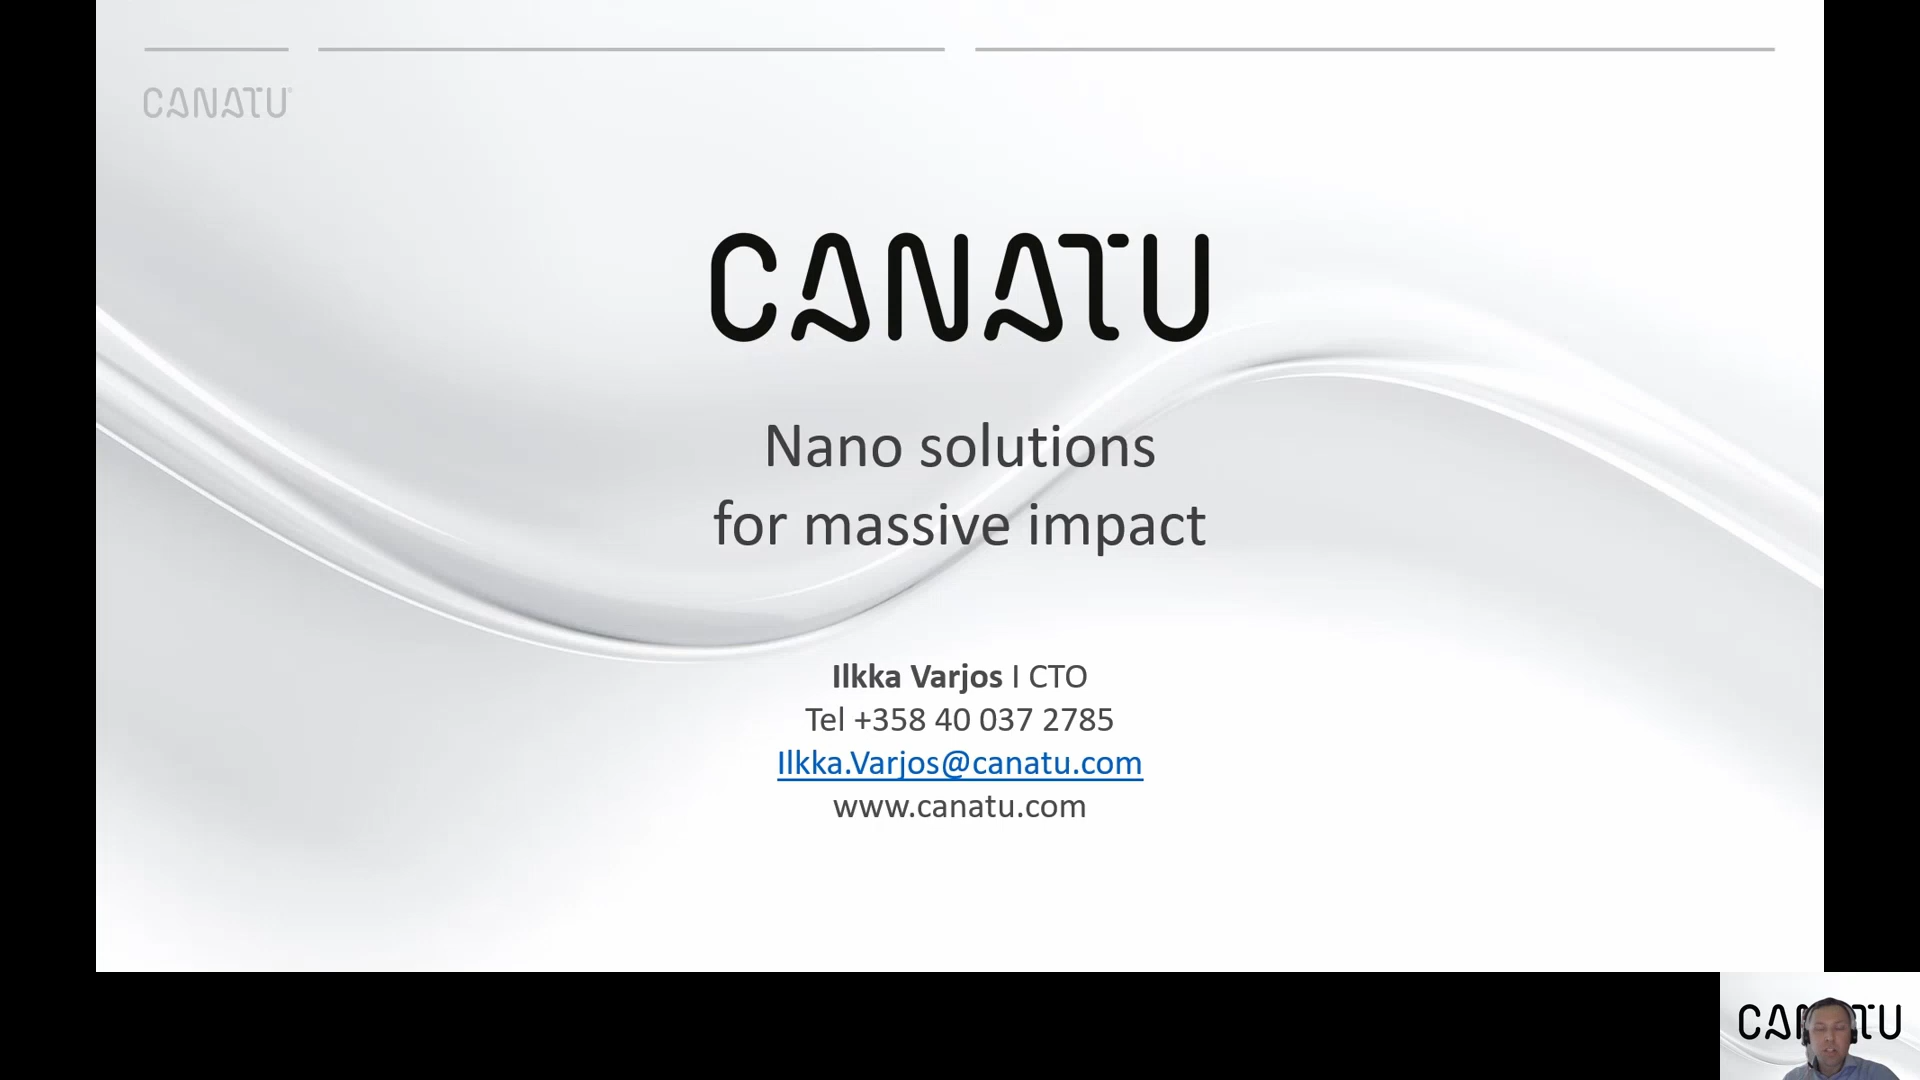 CANATU
CANATU
Nano solutions
for massive impact
Ilkka Varjos I CTO
Tel +358 40 037 2785
Ilkka.Varjos@canatu.com
www.canatu.com
CANATU